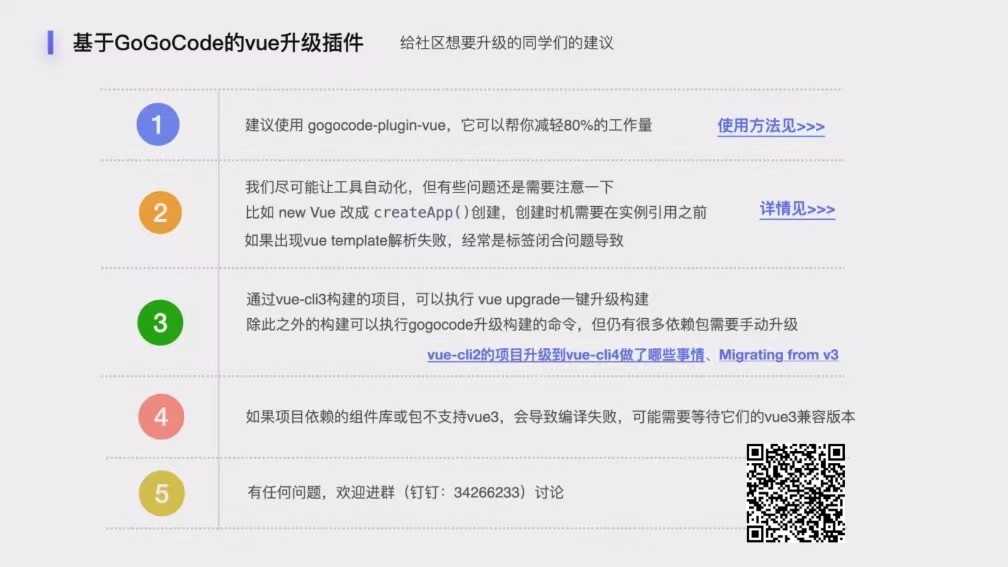 基于GoGoCode的vue升级插件 给社区想要升级的同学们的建议
1
建议使用 gogocode-plugin-vue，它可以帮你减轻80%的工作量 使用方法见>>>
2
我们尽可能让工具自动化，但有些问题还是需要注意一下
比如 new Vue 改成 createApp()创建，创建时机需要在实例引用之前 详情见>>>
如果出现vue template解析失败，经常是标签闭合问题导致
3
通过vue-cli3构建的项目，可以执行 vue upgrade一键升级构建
除此之外的构建可以执行gogocode升级构建的命令，但仍有很多依赖包需要手动升级
vue-cli2的项目升级到vue-cli4做了哪些事情、Migrating from v3
4
如果项目依赖的组件库或包不支持vue3，会导致编译失败，可能需要等待它们的vue3兼容版本
5
有任何问题，欢迎进群（钉钉：34266233）讨论